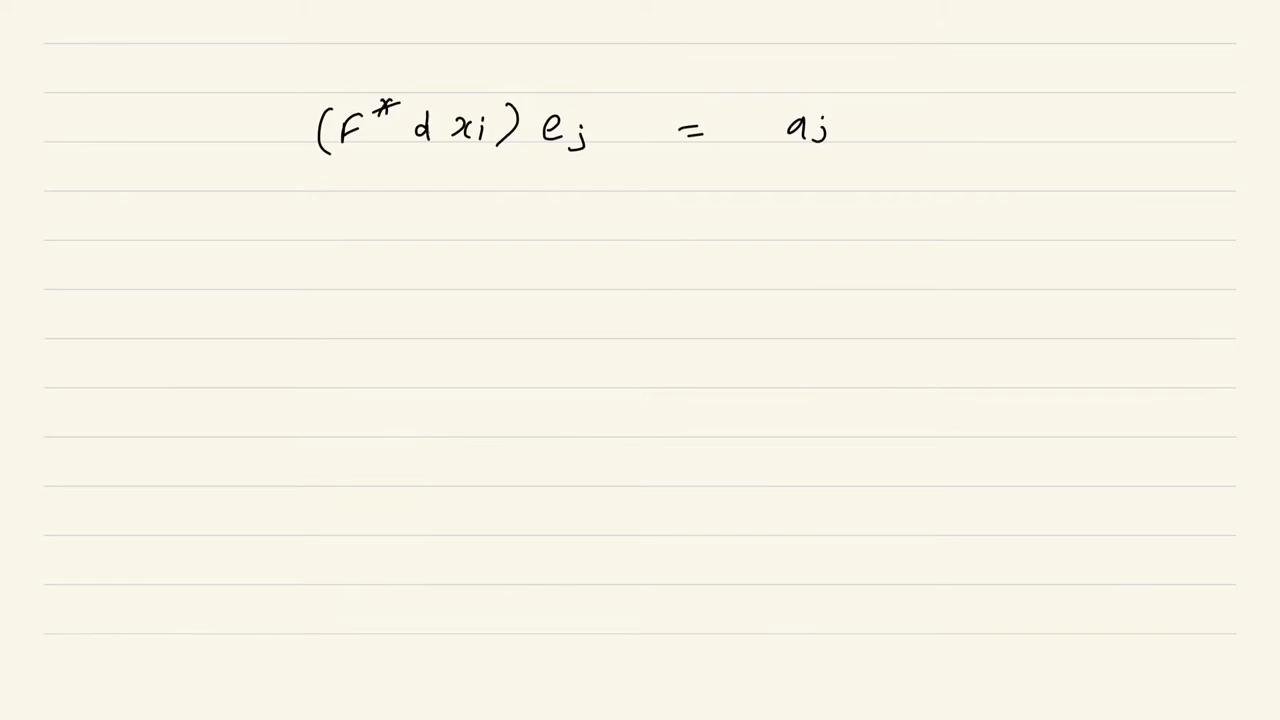 (F* d xi) ej = aj